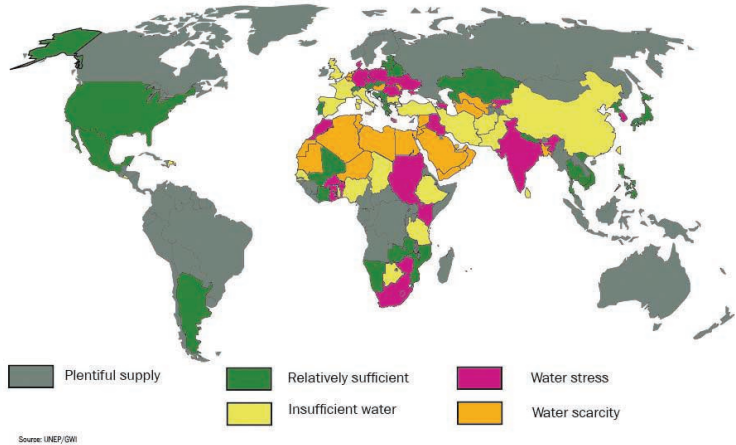 Plentiful supply
Relatively sufficient
Water stress
Insufficient water
Water scarcity
Source: UNEP/GWI